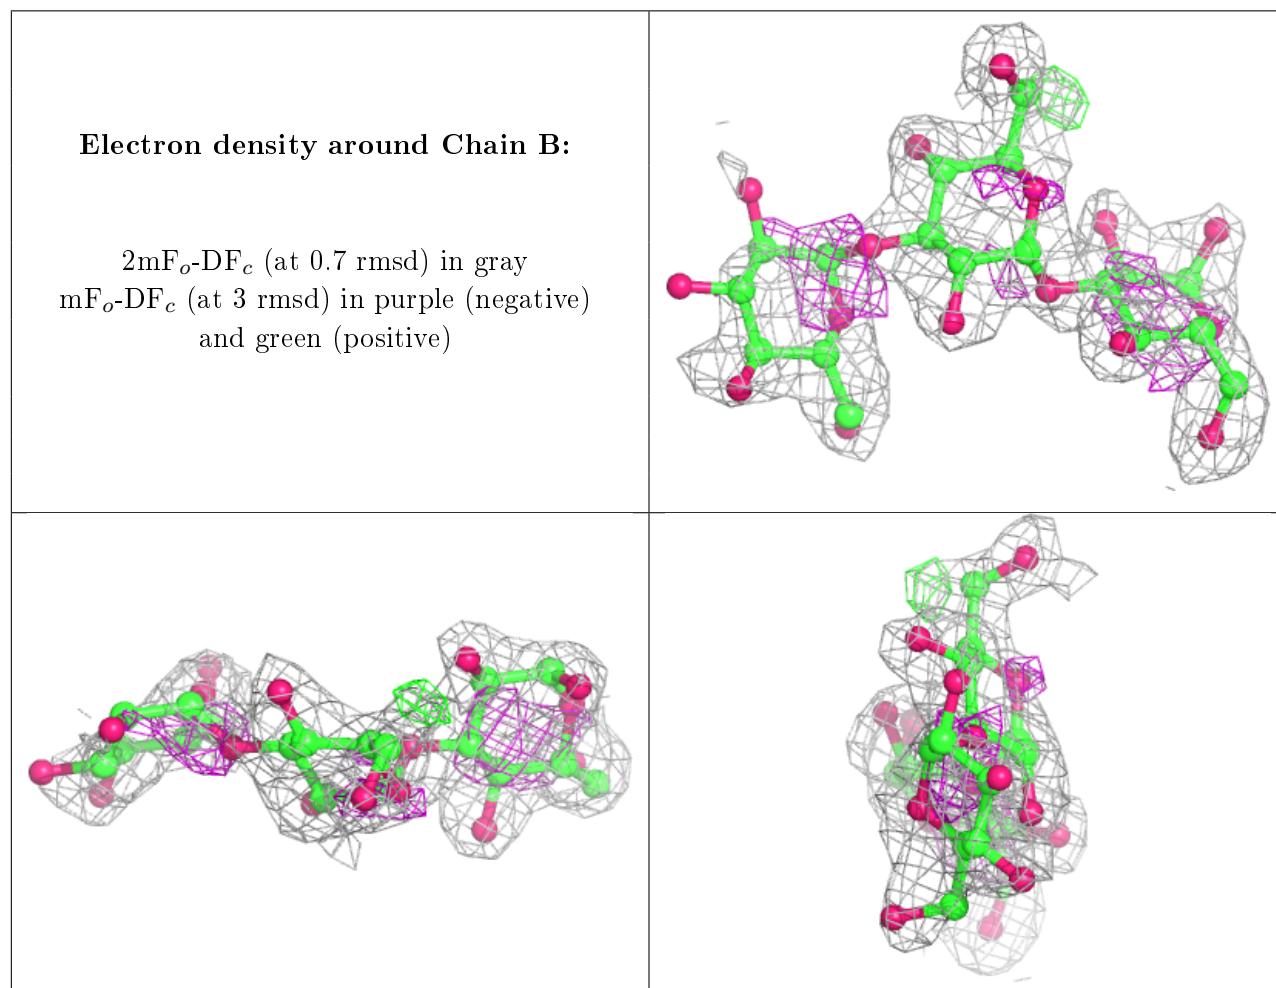 Electron density around Chain B:
2mFo-DFc (at 0.7 rmsd) in gray
mFo-DFc (at 3 rmsd) in purple (negative)
and green (positive)